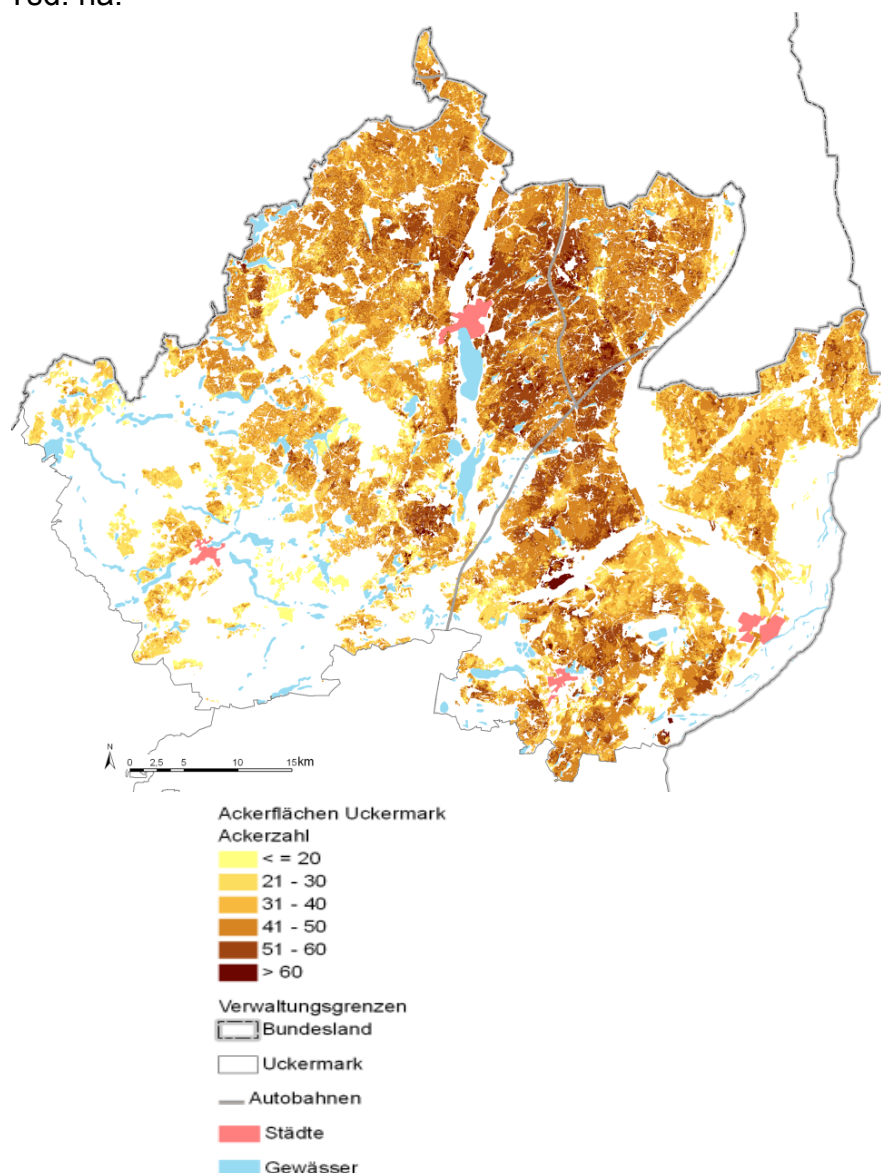 N
0 2,5 5 10 15km
Ackerflächen Uckermark
Ackerzahl
< = 20
21 - 30
31 - 40
41 - 50
51 - 60
> 60
Verwaltungsgrenzen
Bundesland
Uckermark
Autobahnen
Städte
Gewässer